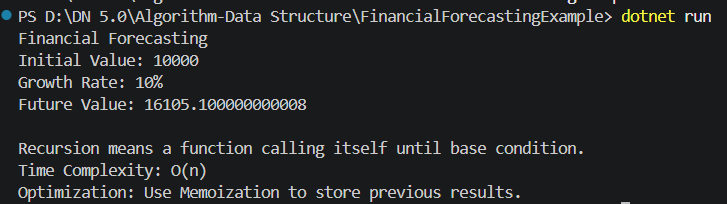 PS D:\DN 5.0\Algorithm-Data Structure\FinancialForecastingExample> dotnet run
Financial Forecasting
Initial Value: 10000
Growth Rate: 10%
Future Value: 16105.100000000008
Recursion means a function calling itself until base condition.
Time Complexity: O(n)
Optimization: Use Memoization to store previous results.